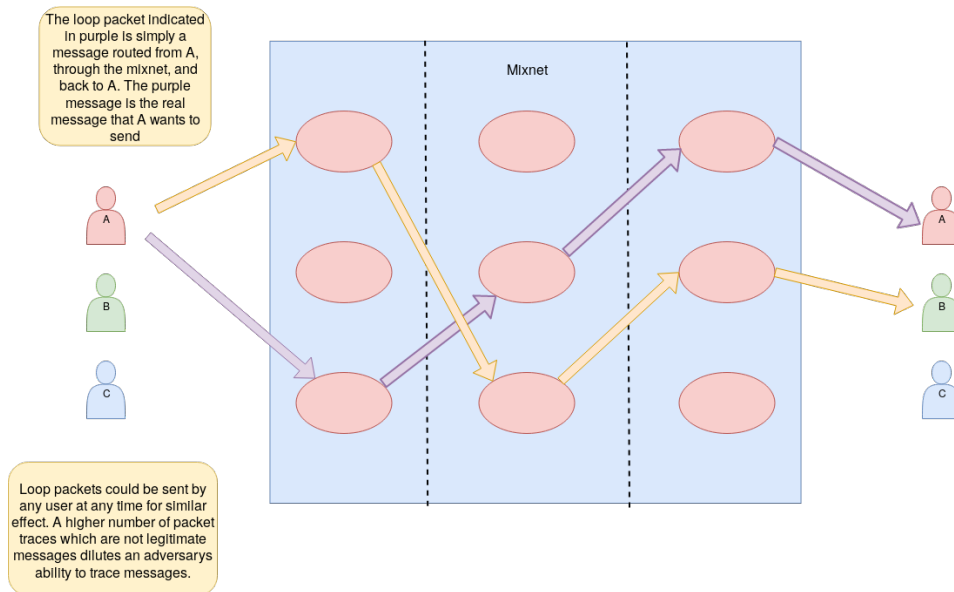 The loop packet indicated
in purple is simply a
message routed from A,
through the mixnet, and
back to A. The purple
message is the real
message that A wants to
send
Mixnet
A
A
B
B
C
C
Loop packets could be sent by
any user at any time for similar
effect. A higher number of packet
traces which are not legitimate
messages dilutes an adversarys
ability to trace messages.